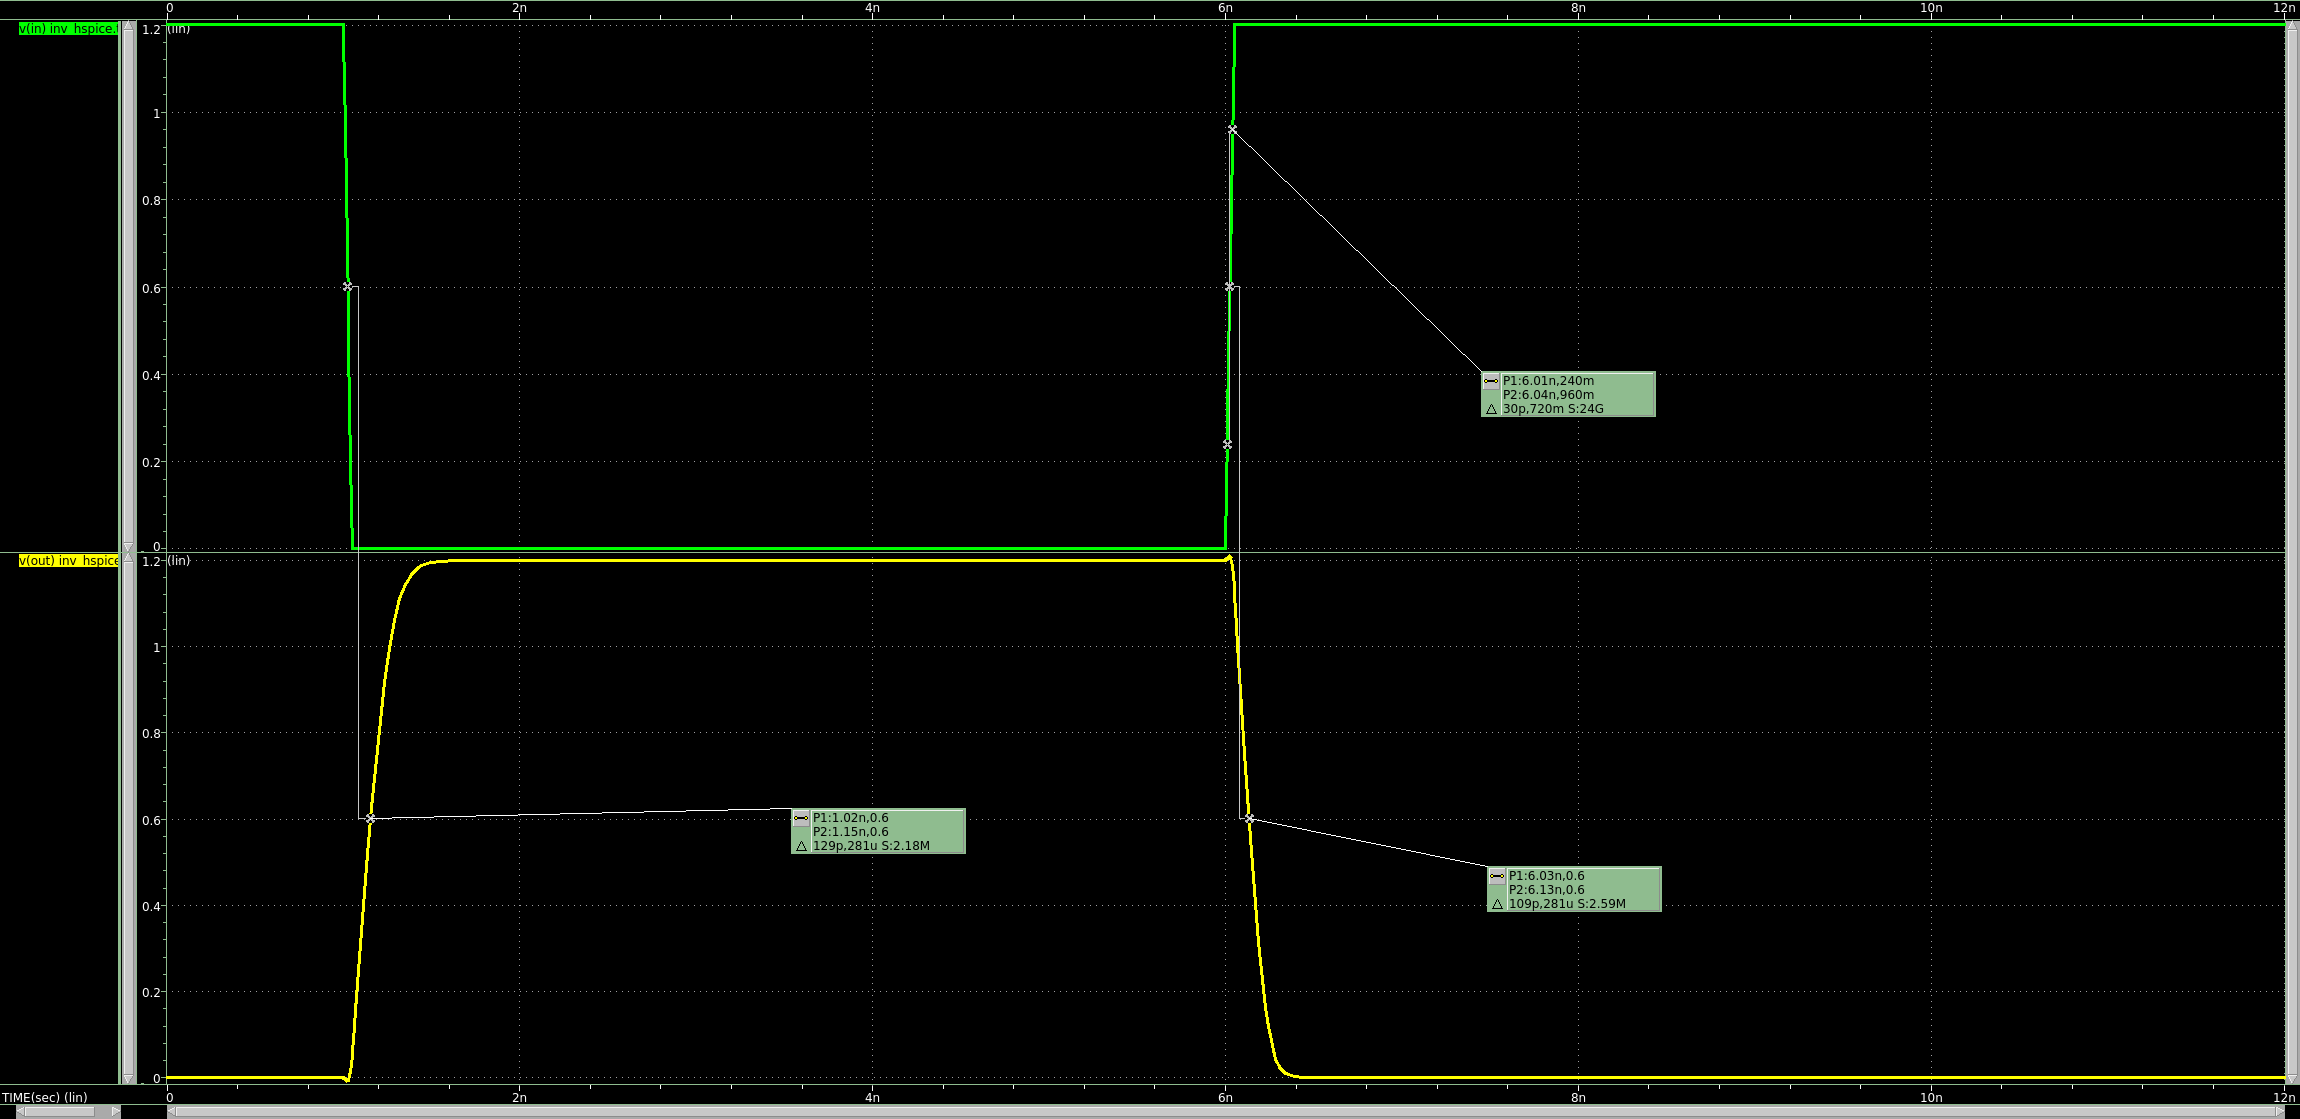 0 2n 4n 6n 8n 10n 12n
v(in) inv_hspice.
(lin)
1.2
1
0.8
0.6
0.4
0.2
0
P1:6.01n,240m
P2:6.04n,960m
△ 30p,720m S:24G
v(out) inv_hspice
(lin)
1.2
1
0.8
0.6
0.4
0.2
0
P1:1.02n,0.6
P2:1.15n,0.6
△ 129p,281u S:2.18M
P1:6.03n,0.6
P2:6.13n,0.6
△ 109p,281u S:2.59M
TIME(sec) (lin) 0 2n 4n 6n 8n 10n 12n